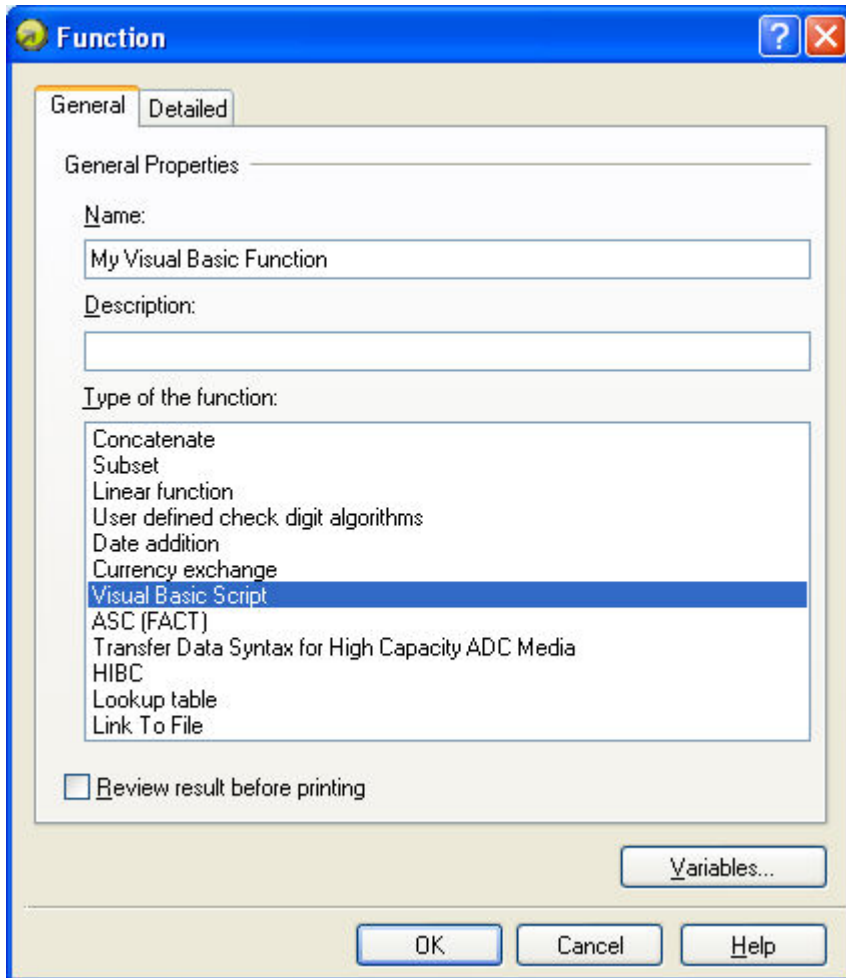 Function
General
Detailed
General Properties
Name:
My Visual Basic Function
Description:
Type of the function:
Concatenate
Subset
Linear function
User defined check digit algorithms
Date addition
Currency exchange
Visual Basic Script
ASC (FACT)
Transfer Data Syntax for High Capacity ADC Media
HIBC
Lookup table
Link To File
Review result before printing
Variables...
OK
Cancel
Help